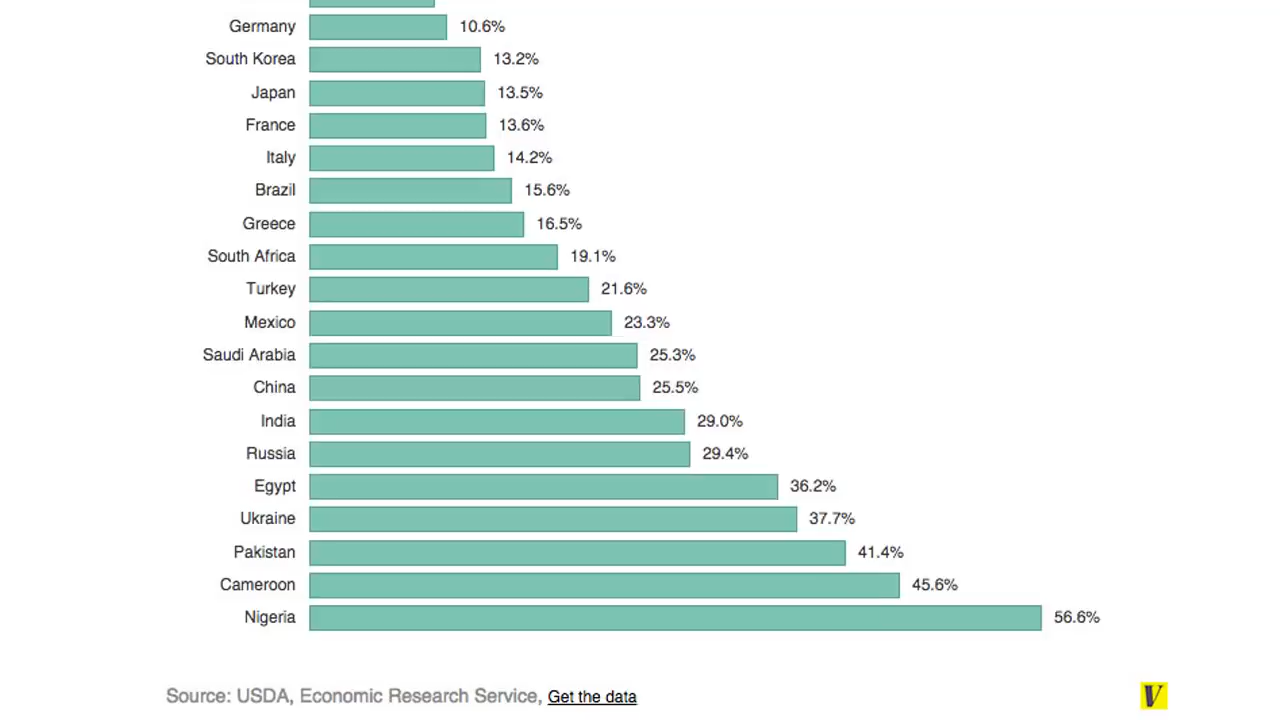 Germany 10.6%
South Korea 13.2%
Japan 13.5%
France 13.6%
Italy 14.2%
Brazil 15.6%
Greece 16.5%
South Africa 19.1%
Turkey 21.6%
Mexico 23.3%
Saudi Arabia 25.3%
China 25.5%
India 29.0%
Russia 29.4%
Egypt 36.2%
Ukraine 37.7%
Pakistan 41.4%
Cameroon 45.6%
Nigeria 56.6%
Source: USDA, Economic Research Service, Get the data
V